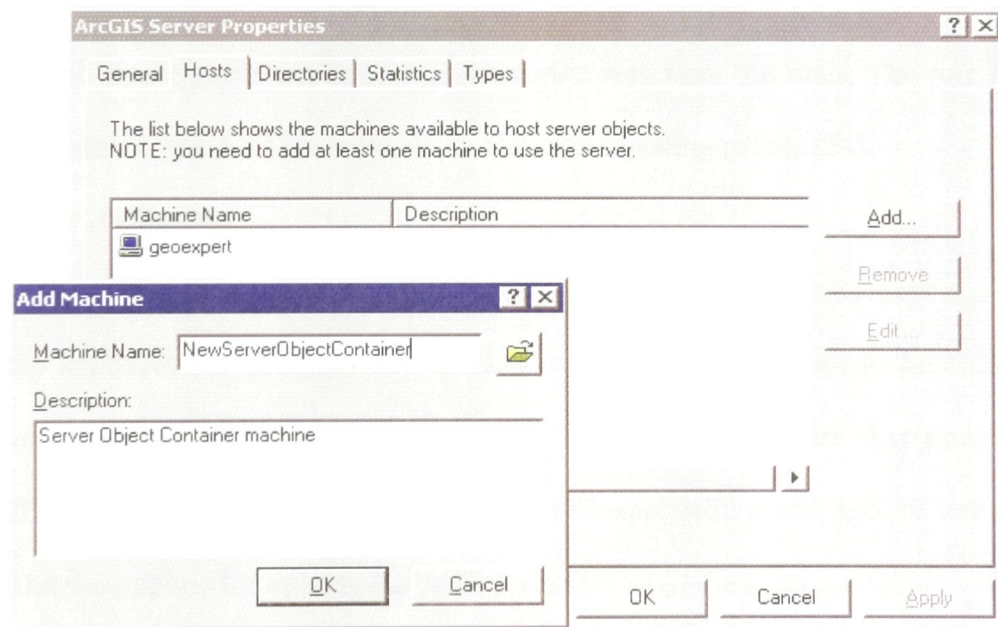 ArcGIS Server Properties
General Hosts Directories Statistics Types
The list below shows the machines available to host server objects.
NOTE: you need to add at least one machine to use the server.
Machine Name Description
geoexpert
Add...
Remove
Edit...
Add Machine
Machine Name: NewServerObjectContainer
Description:
Server Object Container machine
OK Cancel
OK Cancel Apply